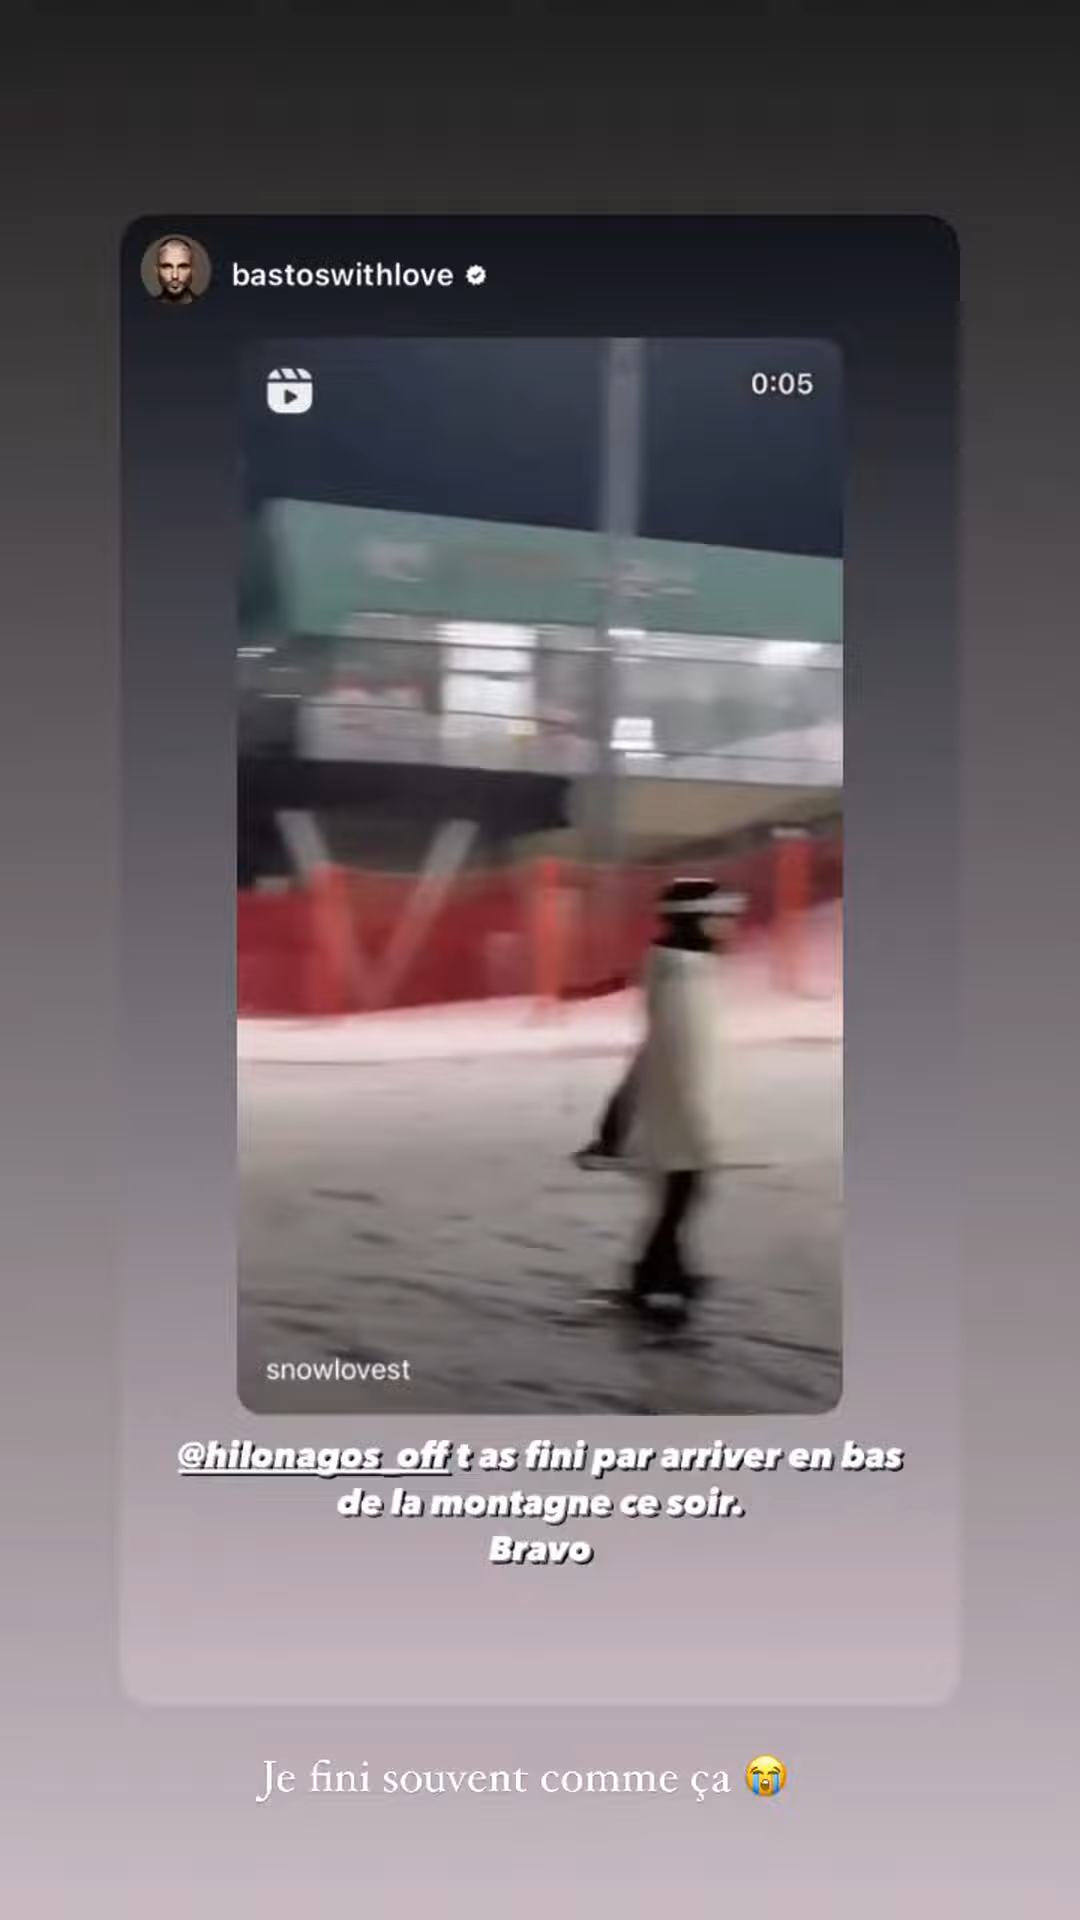 bastoswithlove
0:05
snowlovest
@hilonagos_off t as fini par arriver en bas
de la montagne ce soir.
Bravo
Je fini souvent comme ça 😭